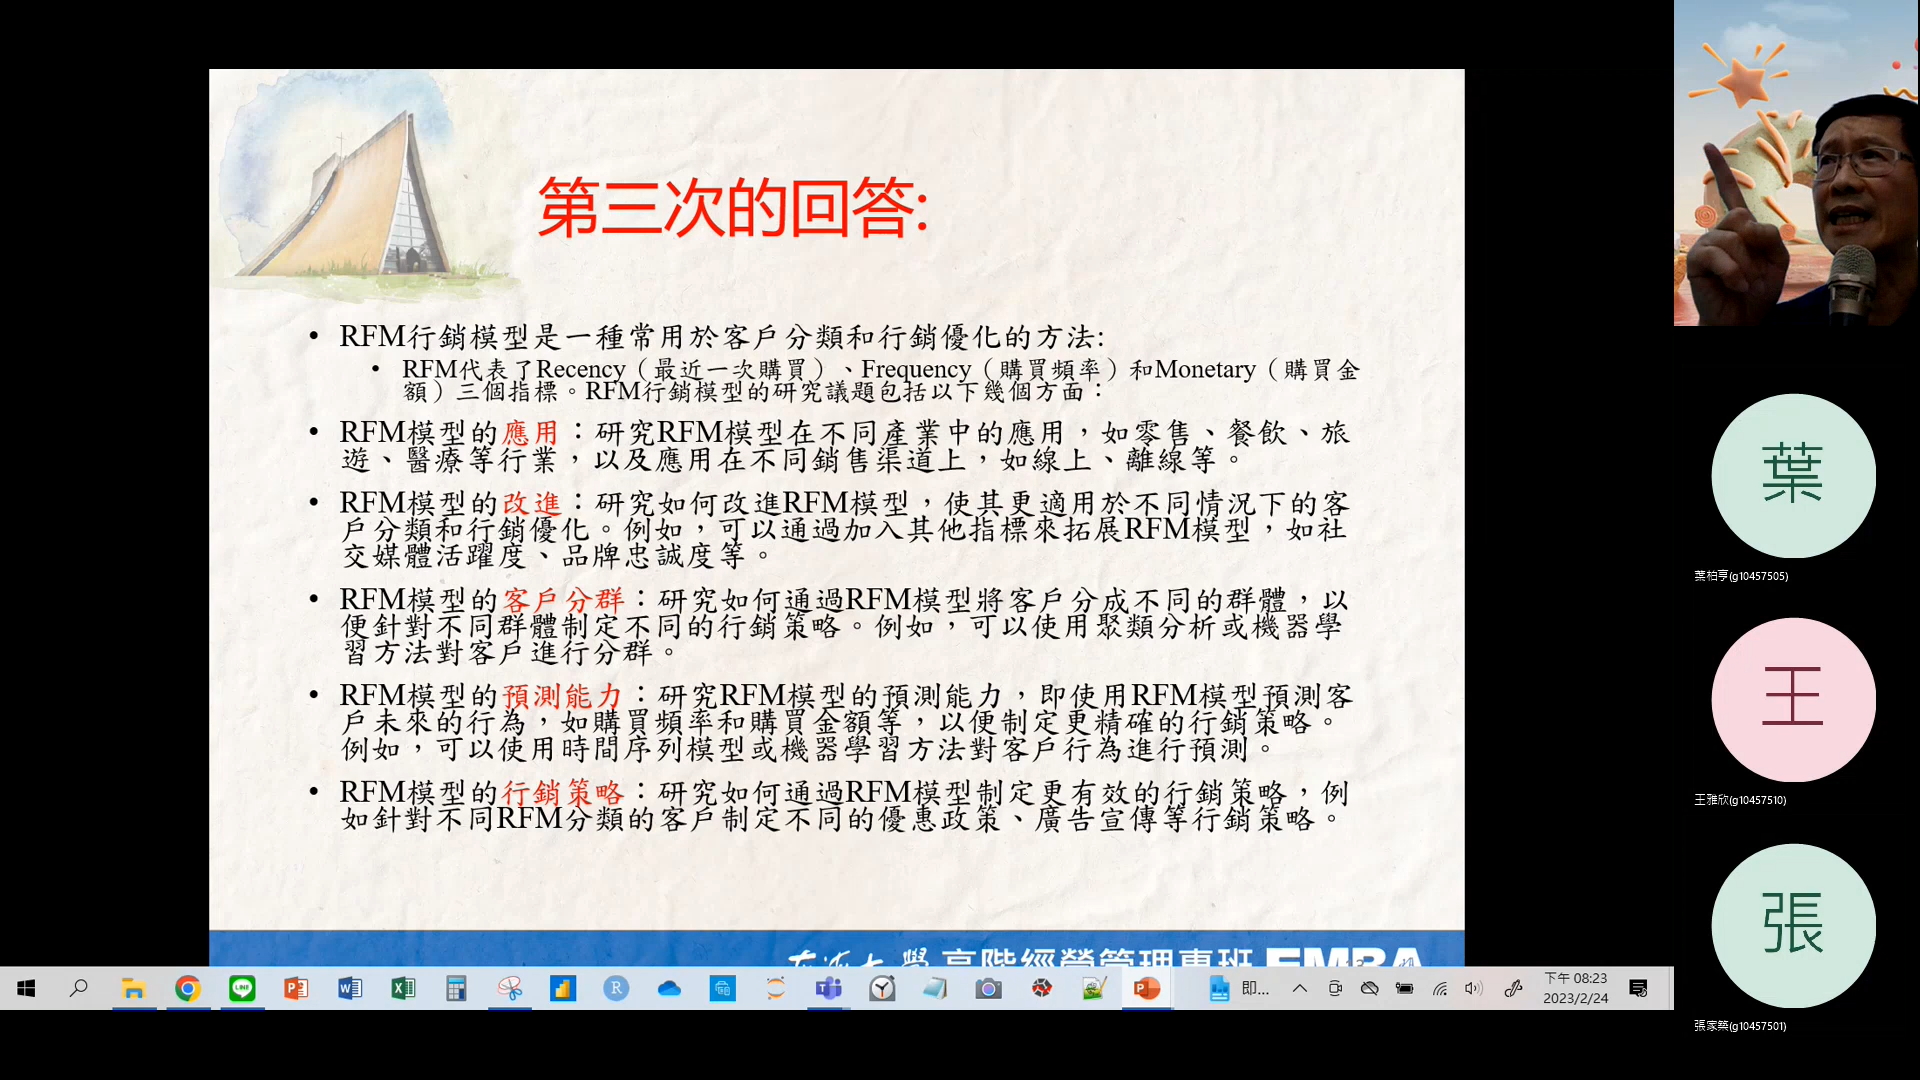 第三次的回答:
• RFM行銷模型是一種常用於客戶分類和行銷優化的方法:
• RFM代表了Recency（最近一次購買）、Frequency（購買頻率）和Monetary（購買金
額）三個指標。RFM行銷模型的研究議題包括以下幾個方面：
• RFM模型的應用：研究RFM模型在不同產業中的應用，如零售、餐飲、旅
遊、醫療等行業，以及應用在不同銷售渠道上，如線上、離線等。
• RFM模型的改進：研究如何改進RFM模型，使其更適用於不同情況下的客
戶分類和行銷優化。例如，可以通過加入其他指標來拓展RFM模型，如社
交媒體活躍度、品牌忠誠度等。
• RFM模型的客戶分群：研究如何通過RFM模型將客戶分成不同的群體，以
便針對不同群體制定不同的行銷策略。例如，可以使用聚類分析或機器學
習方法對客戶進行分群。
• RFM模型的預測能力：研究RFM模型的預測能力，即使用RFM模型預測客
戶未來的行為，如購買頻率和購買金額等，以便制定更精確的行銷策略。
例如，可以使用時間序列模型或機器學習方法對客戶行為進行預測。
• RFM模型的行銷策略：研究如何通過RFM模型制定更有效的行銷策略，例
如針對不同RFM分類的客戶制定不同的優惠政策、廣告宣傳等行銷策略。
東海大學 高階經營管理專班 EMBA
即...
下午 08:23
2023/2/24
葉
葉柏亨(g10457505)
王
王雅欣(g10457510)
張
張家榮(g10457501)